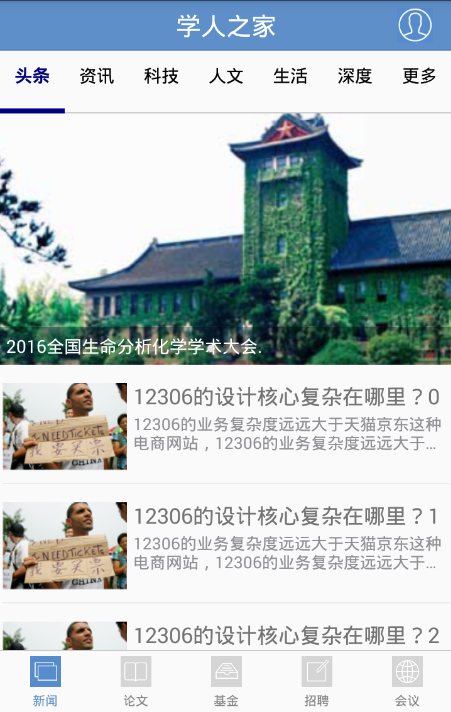 学人之家
头条 资讯 科技 人文 生活 深度 更多
2016全国生命分析化学学术大会.
12306的设计核心复杂在哪里？0
12306的业务复杂度远远大于天猫京东这种
电商网站，12306的业务复杂度远远大于…
I NEED TICKET
我要买票
CHINA
12306的设计核心复杂在哪里？1
12306的业务复杂度远远大于天猫京东这种
电商网站，12306的业务复杂度远远大于…
I NEED TICKET
我要买票
CHINA
12306的设计核心复杂在哪里？2
新闻 论文 基金 招聘 会议